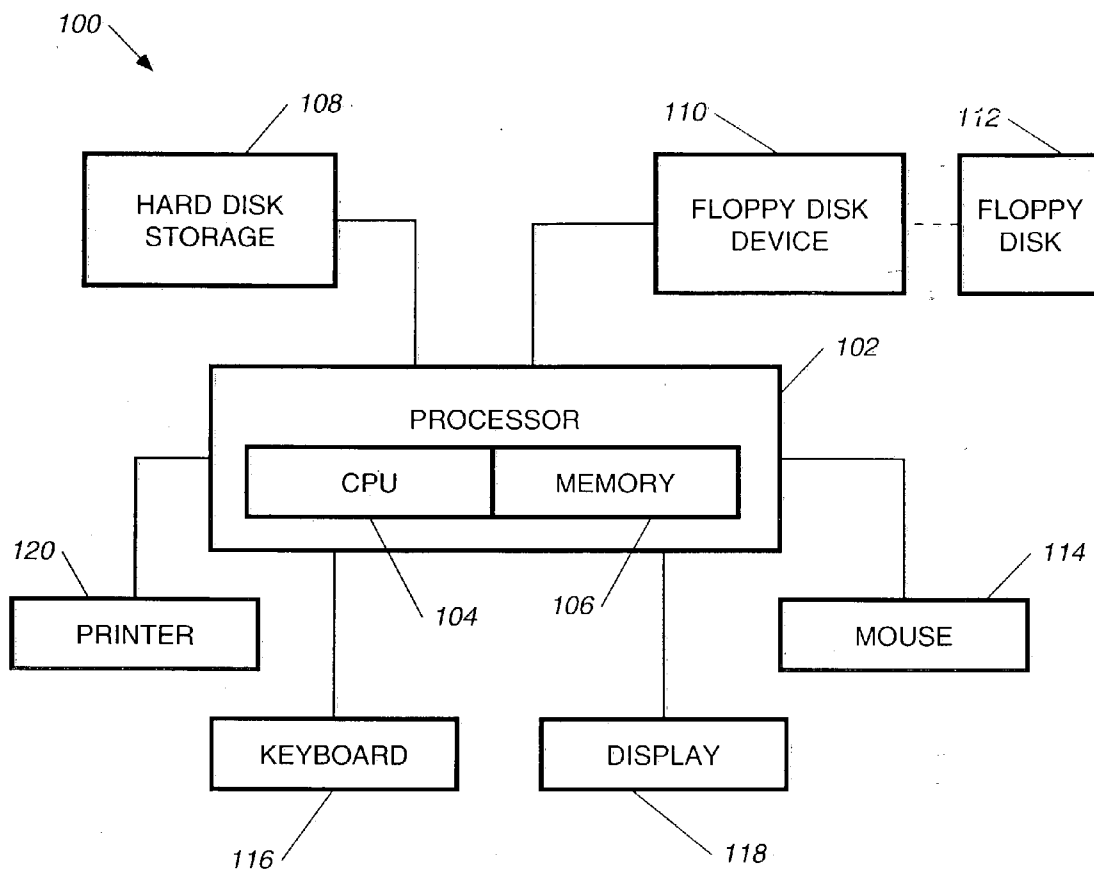 100
108
110
112
HARD DISK
STORAGE
FLOPPY DISK
DEVICE
FLOPPY
DISK
102
PROCESSOR
CPU
MEMORY
120
104
106
114
PRINTER
MOUSE
KEYBOARD
DISPLAY
116
118